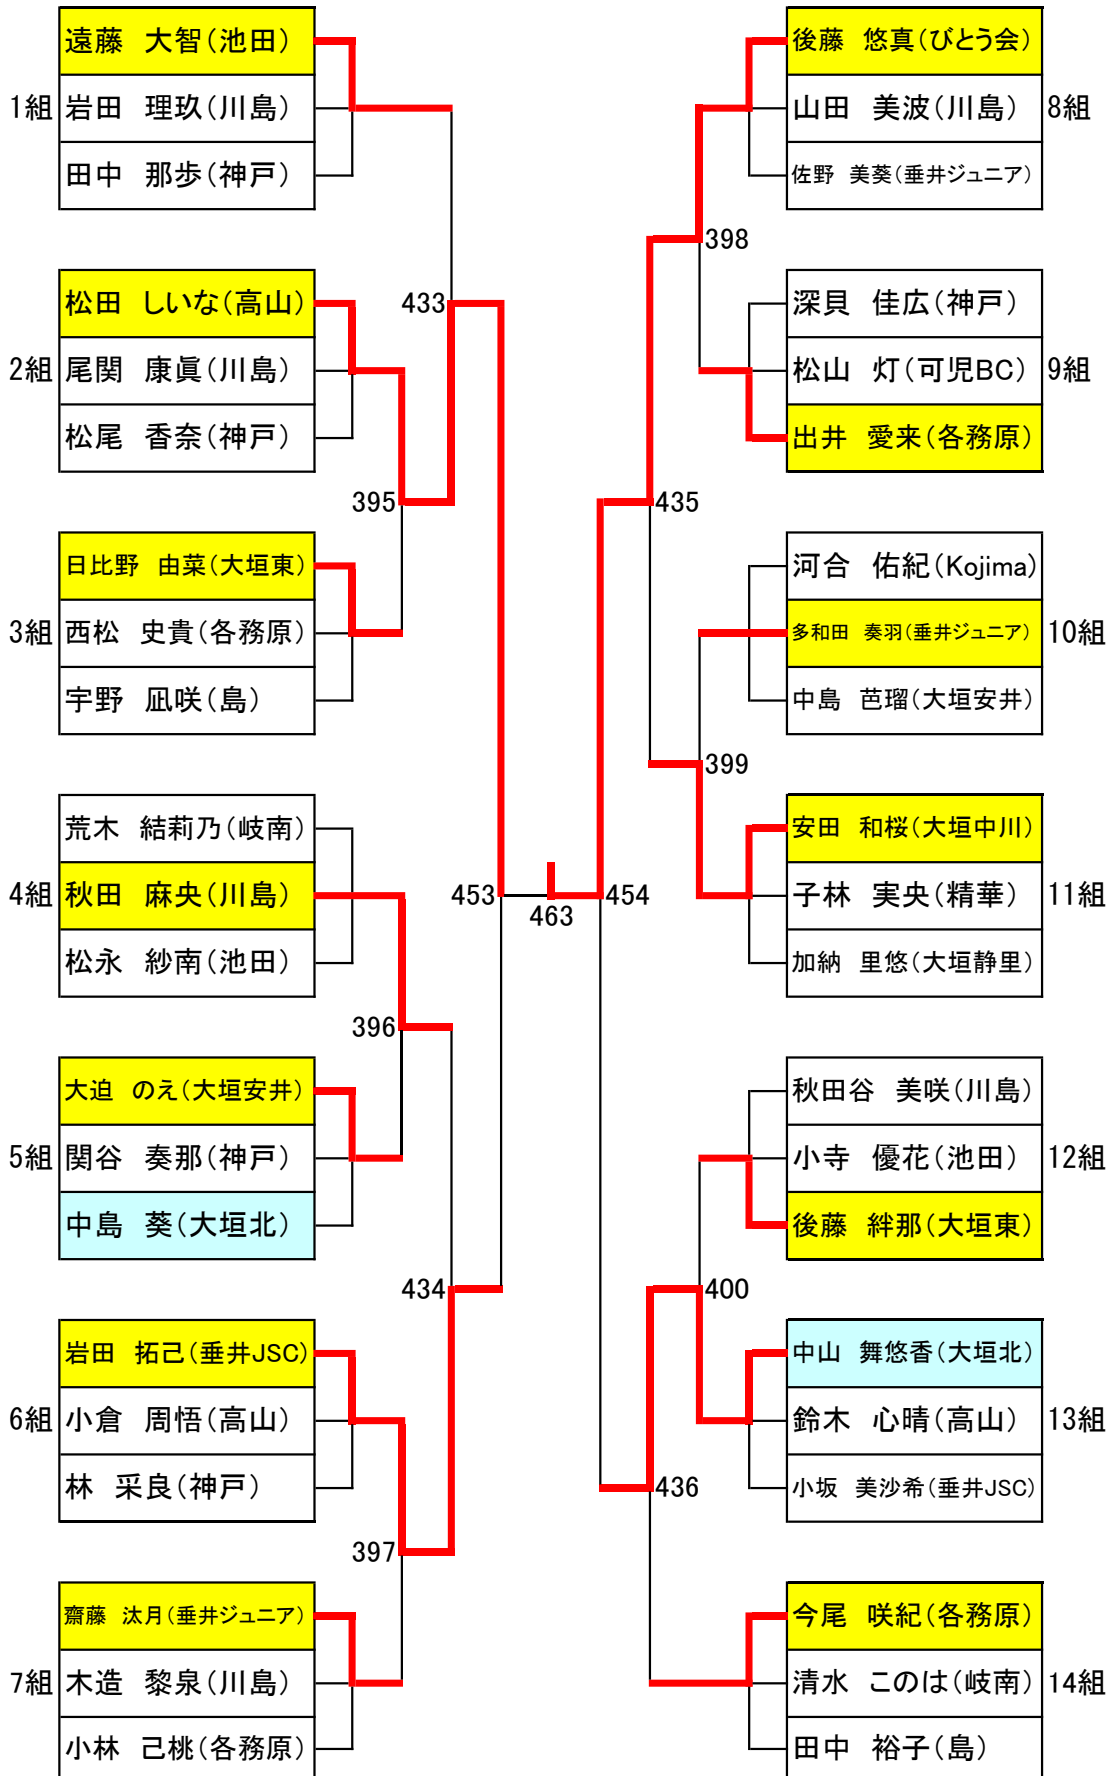 遠藤　大智(池田)
1組 岩田　理玖(川島)
田中　那歩(神戸)
松田　しいな(高山)
2組 尾関　康眞(川島)
松尾　香奈(神戸)
日比野　由菜(大垣東)
3組 西松　史貴(各務原)
宇野　凪咲(島)
荒木　結莉乃(岐南)
4組 秋田　麻央(川島)
松永　紗南(池田)
大迫　のえ(大垣安井)
5組 関谷　奏那(神戸)
中島　葵(大垣北)
岩田　拓己(垂井JSC)
6組 小倉　周悟(高山)
林　采良(神戸)
齋藤　汰月(垂井ジュニア)
7組 木造　黎泉(川島)
小林　己桃(各務原)
433
395
396
434
397
453
463
454
398
435
399
400
436
後藤　悠真(びとう会)
山田　美波(川島) 8組
佐野　美葵(垂井ジュニア)
深貝　佳広(神戸)
松山　灯(可児BC) 9組
出井　愛来(各務原)
河合　佑紀(Kojima)
多和田　奏羽(垂井ジュニア) 10組
中島　芭瑠(大垣安井)
安田　和桜(大垣中川)
子林　実央(精華) 11組
加納　里悠(大垣静里)
秋田谷　美咲(川島)
小寺　優花(池田) 12組
後藤　絆那(大垣東)
中山　舞悠香(大垣北)
鈴木　心晴(高山) 13組
小坂　美沙希(垂井JSC)
今尾　咲紀(各務原)
清水　このは(岐南) 14組
田中　裕子(島)